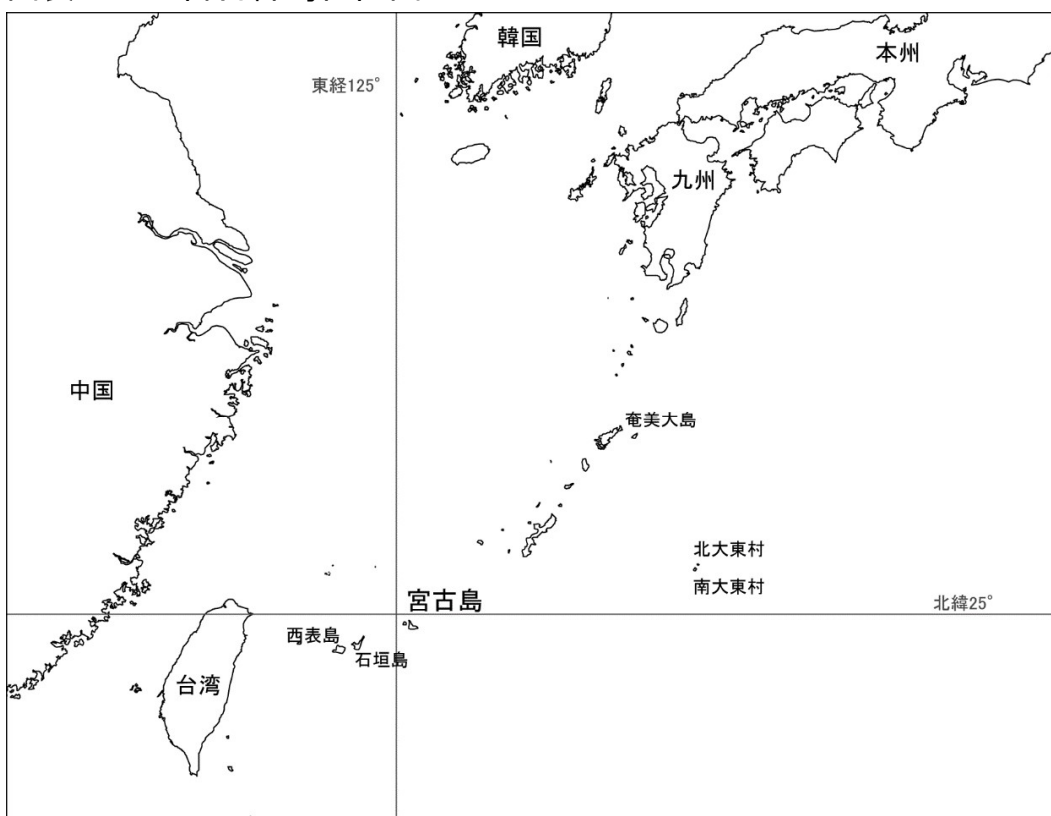 韓国
本州
東経125°
九州
中国
奄美大島
北大東村
南大東村
宮古島
北緯25°
西表島
石垣島
台湾